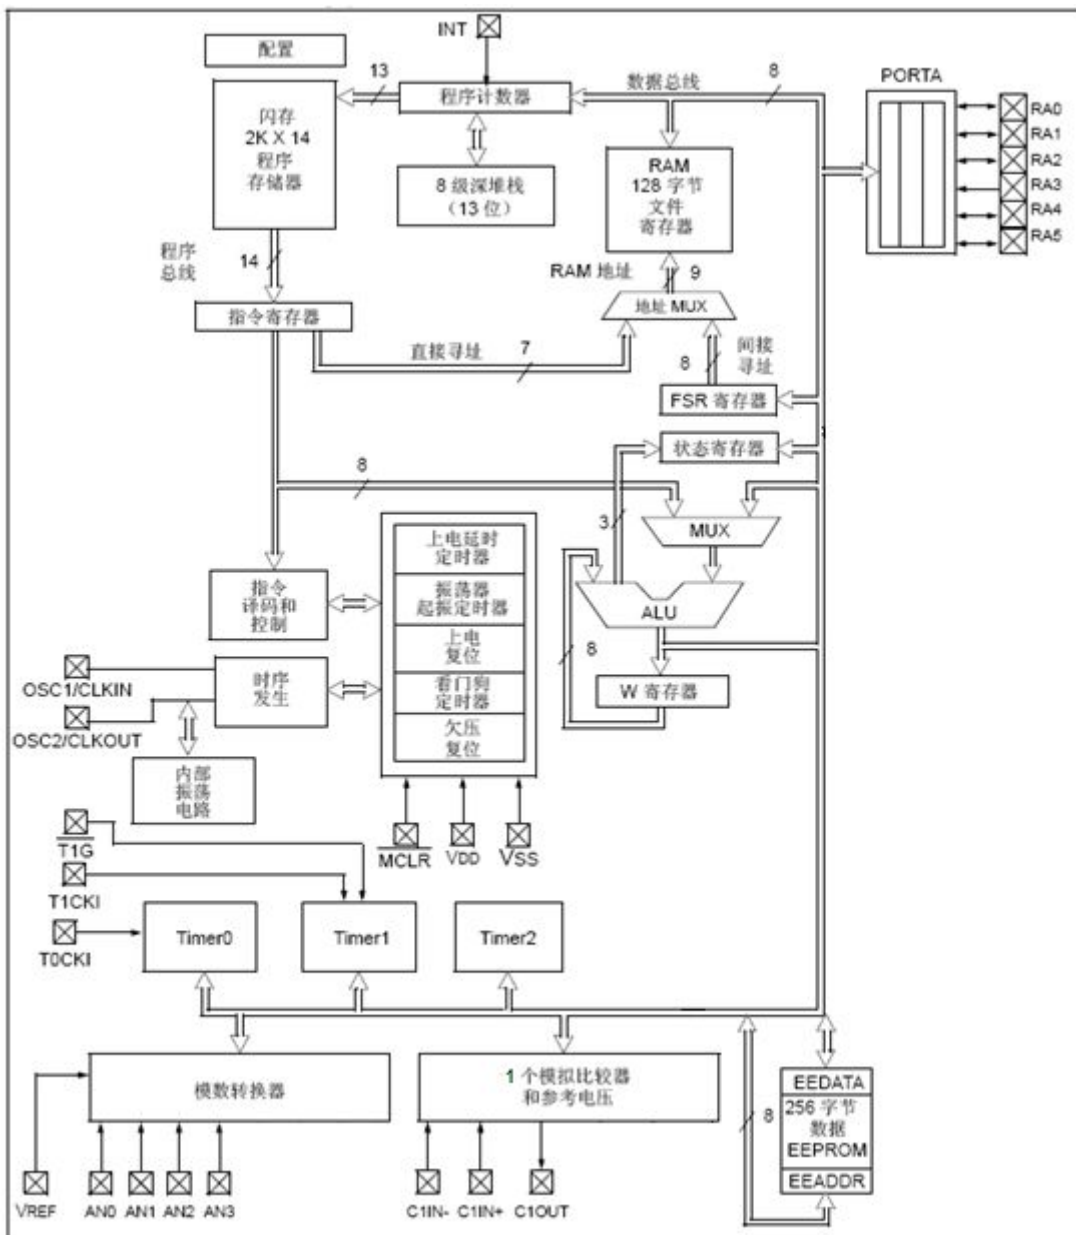 INT
配置
13
程序计数器
数据总线
8
PORTA
闪存
2K X 14
程序
存储器
8 级深堆栈
（13 位）
RAM
128 字节
文件
寄存器
RA0
RA1
RA2
RA3
RA4
RA5
程序
总线
14
RAM 地址
9
指令寄存器
地址 MUX
直接寻址
7
8
间接
寻址
FSR 寄存器
状态寄存器
8
3
MUX
上电延时
定时器
振荡器
起振定时器
上电
复位
看门狗
定时器
欠压
复位
指令
译码和
控制
ALU
8
W 寄存器
OSC1/CLKIN
OSC2/CLKOUT
时序
发生
内部
振荡
电路
T1G
MCLR
VDD
VSS
T1CKI
T0CKI
Timer0
Timer1
Timer2
模数转换器
1 个模拟比较器
和参考电压
8
EEDATA
256 字节
数据
EEPROM
EEADDR
VREF
AN0
AN1
AN2
AN3
C1IN-
C1IN+
C1OUT